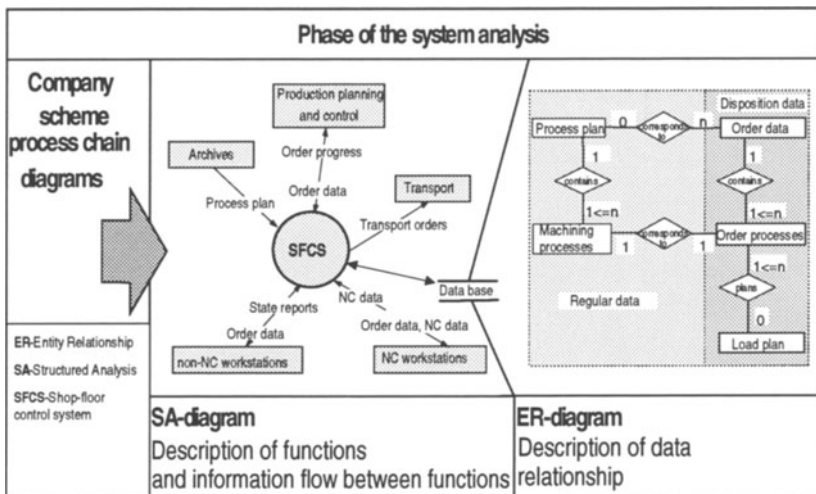 Phase of the system analysis
Company
scheme
process chain
diagrams
ER-Entity Relationship
SA-Structured Analysis
SFCS-Shop-floor
control system
Production planning
and control
Archives
Order progress
Process plan
Order data
Transport
Transport orders
SFCS
Data base
State reports
NC data
Order data
Order data, NC data
non-NC workstations
NC workstations
SA-diagram
Description of functions
and information flow between functions
Disposition data
Process plan
0
corresponds
to
n
Order data
1
1
contains
contains
1<=n
1<=n
Machining
processes
1
corresponds
to
1
Order processes
1<=n
plans
Regular data
0
Load plan
ER-diagram
Description of data
relationship